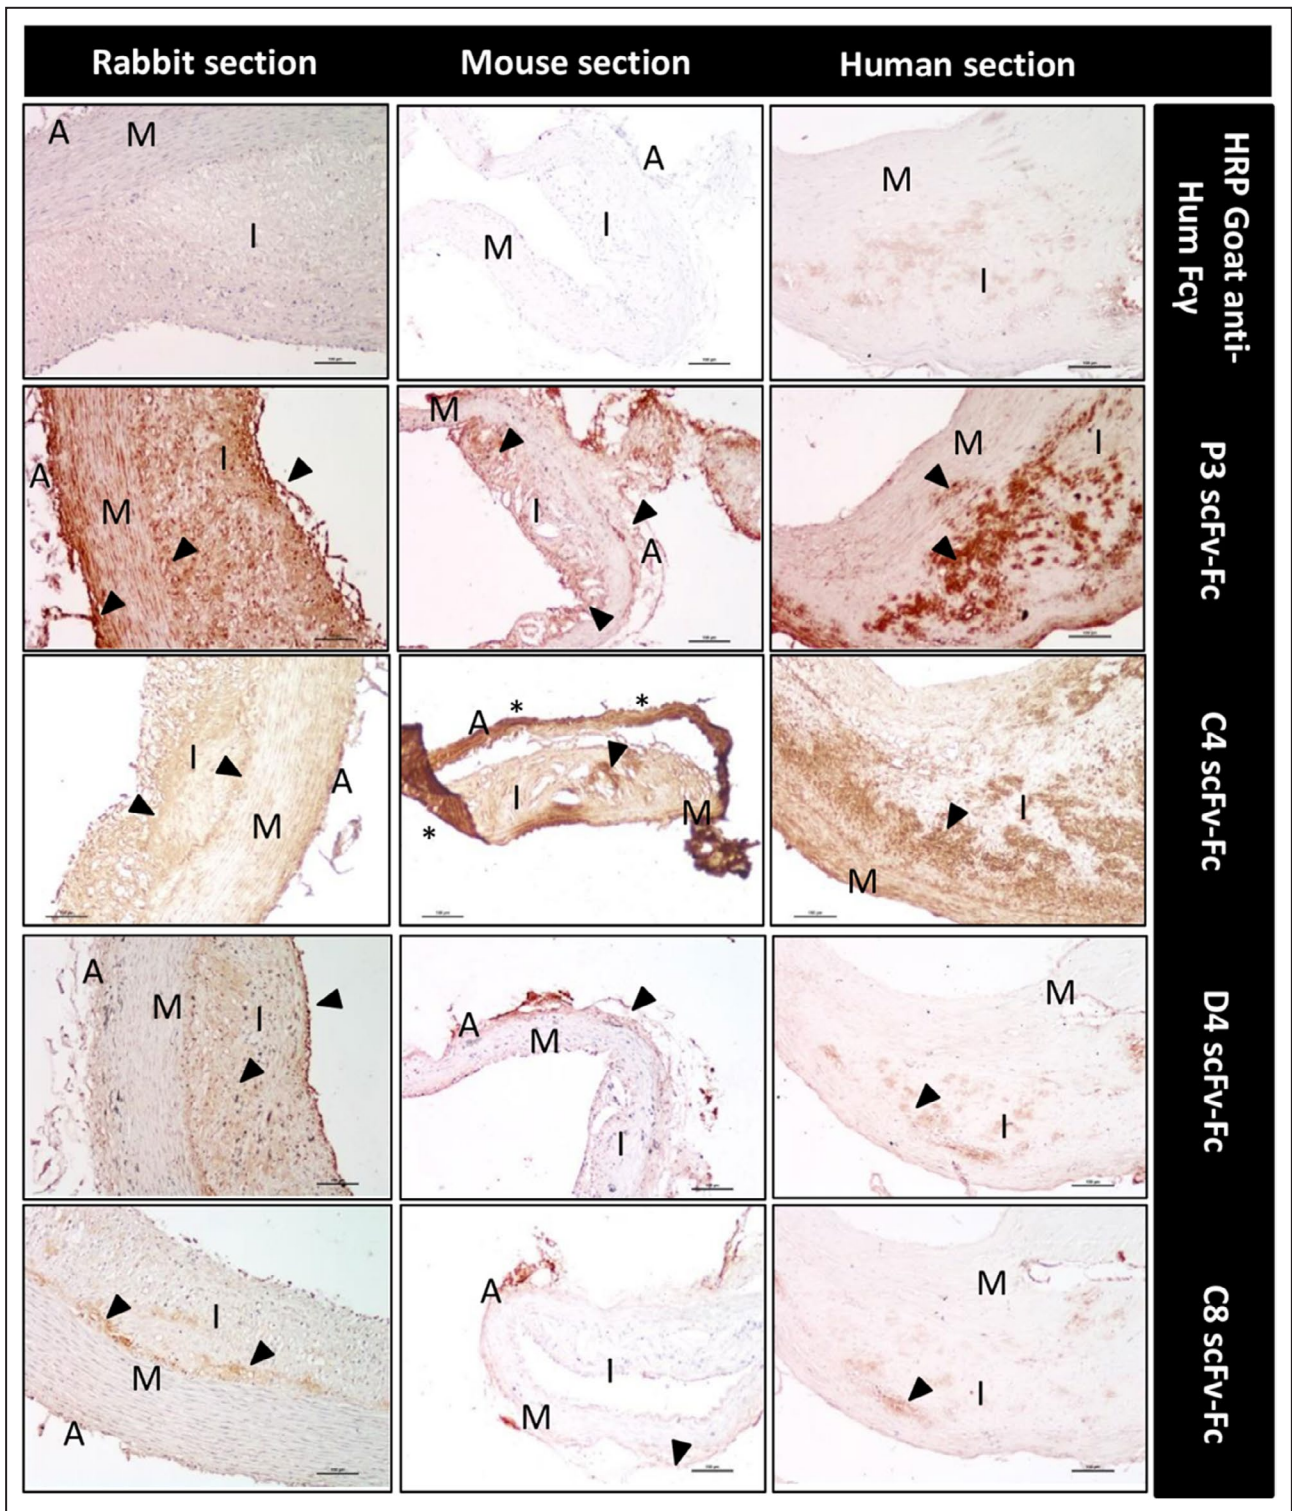 Rabbit section
Mouse section
Human section
A
M
I
A
I
M
M
I
HRP Goat anti-
Hum Fcγ
A
M
I
M
I
A
M
I
P3 scFv-Fc
I
M
A
*
*
A
I
M
*
I
M
C4 scFv-Fc
A
M
I
A
M
I
M
I
D4 scFv-Fc
I
M
A
A
I
M
M
I
C8 scFv-Fc